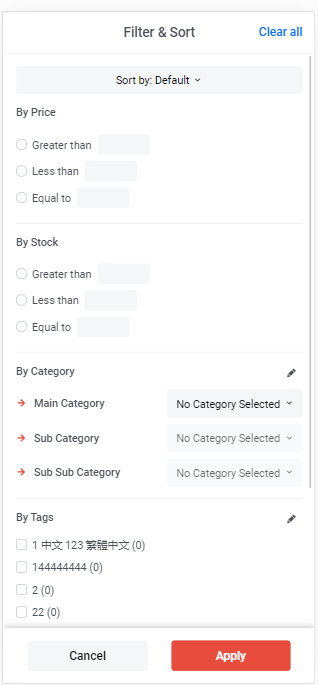 Filter & Sort
Clear all
Sort by: Default
By Price
Greater than
Less than
Equal to
By Stock
Greater than
Less than
Equal to
By Category
Main Category
No Category Selected
Sub Category
No Category Selected
Sub Sub Category
No Category Selected
By Tags
1 中文 123 繁體中文 (0)
144444444 (0)
2 (0)
22 (0)
Cancel
Apply